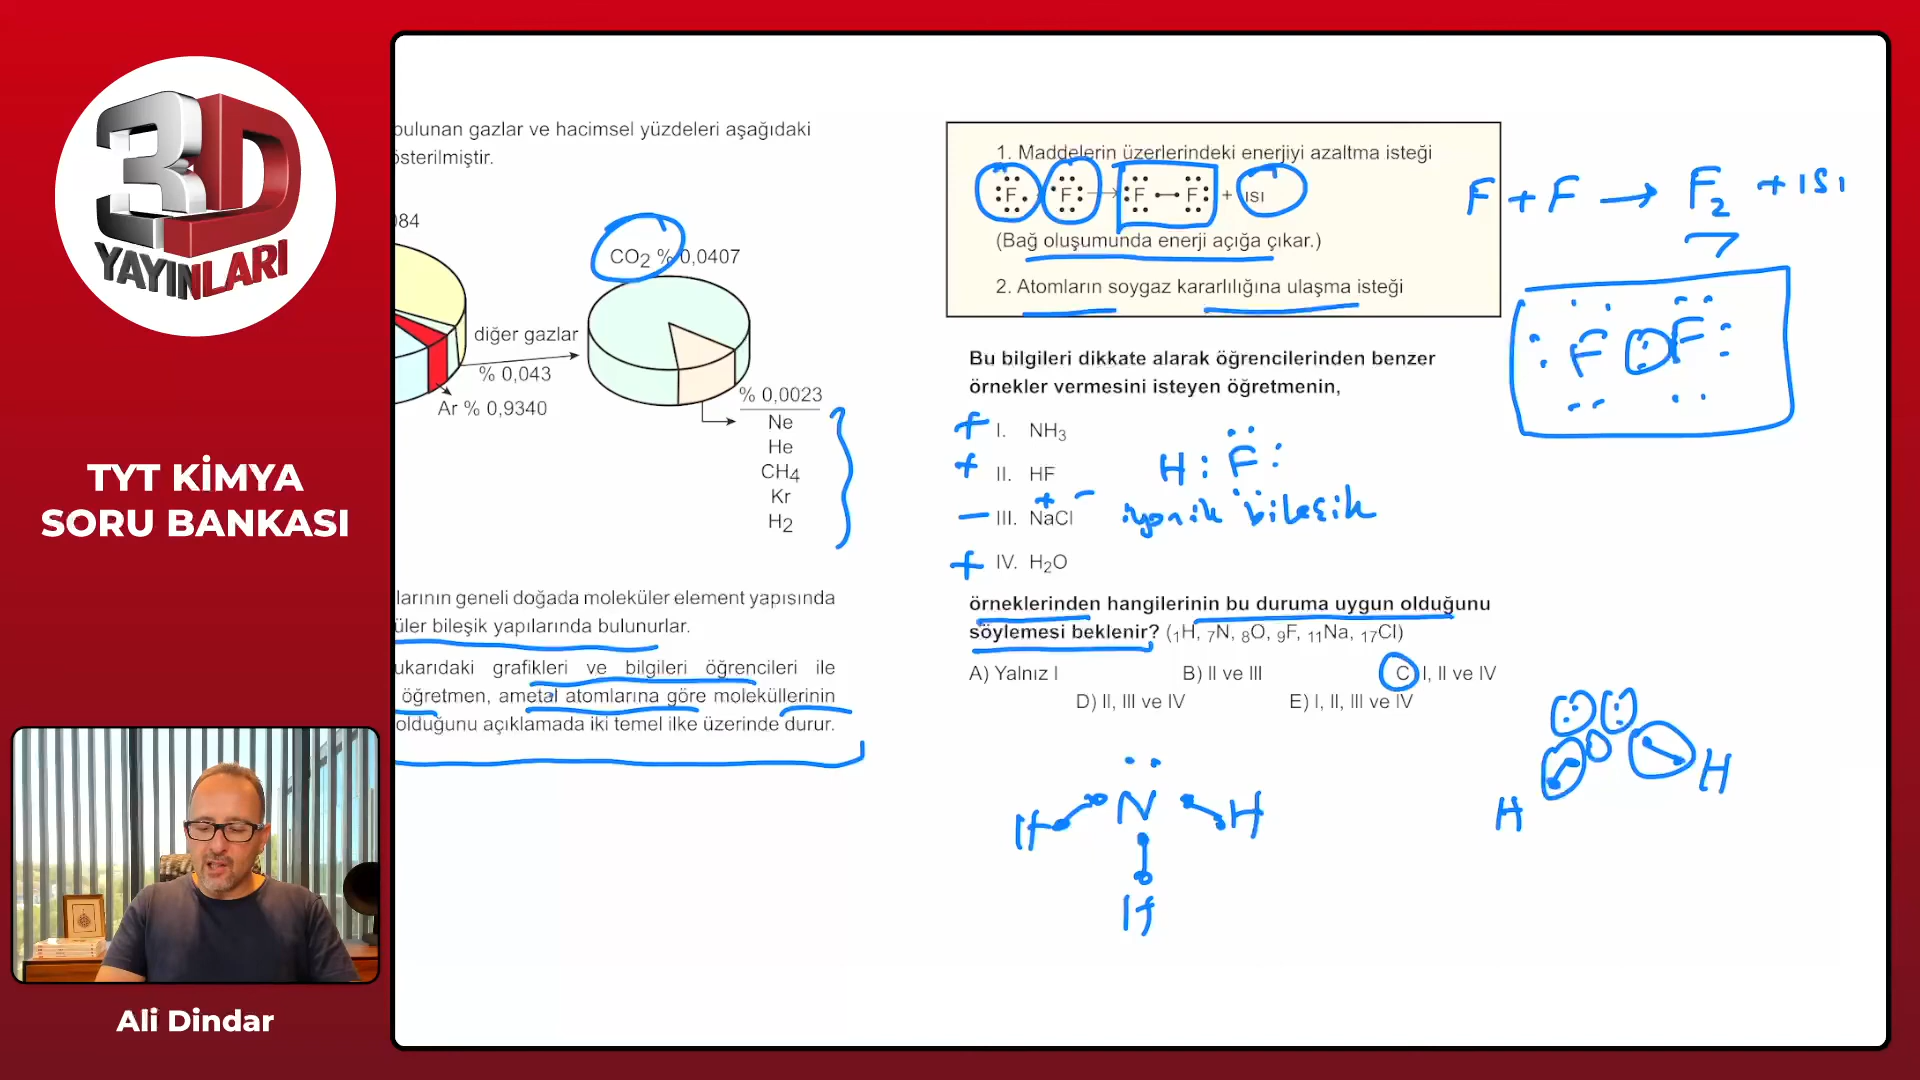 3D
YAYINLARI
TYT KİMYA
SORU BANKASI
Ali Dindar
bulunan gazlar ve hacimsel yüzdeleri aşağıdaki
österilmiştir.
084
CO2 % 0,0407
diğer gazlar
% 0,043
Ar % 0,9340
% 0,0023
Ne
He
CH4
Kr
H2
larının geneli doğada moleküler element yapısında
üler bileşik yapılarında bulunurlar.
ukarıdaki grafikleri ve bilgileri öğrencileri ile
öğretmen, ametal atomlarına göre moleküllerinin
olduğunu açıklamada iki temel ilke üzerinde durur.
1. Maddelerin üzerlerindeki enerjiyi azaltma isteği
F F → F F + ısı
(Bağ oluşumunda enerji açığa çıkar.)
2. Atomların soygaz kararlılığına ulaşma isteği
F + F → F2 + ısı
F F
Bu bilgileri dikkate alarak öğrencilerinden benzer
örnekler vermesini isteyen öğretmenin,
+ I. NH3
+ II. HF
H : F :
+ −
− III. NaCl iyonik bileşik
+ IV. H2O
örneklerinden hangilerinin bu duruma uygun olduğunu
söylemesi beklenir? (1H, 7N, 8O, 9F, 11Na, 17Cl)
A) Yalnız I B) II ve III C) I, II ve IV
D) II, III ve IV E) I, II, III ve IV
H N H
H
O
H H